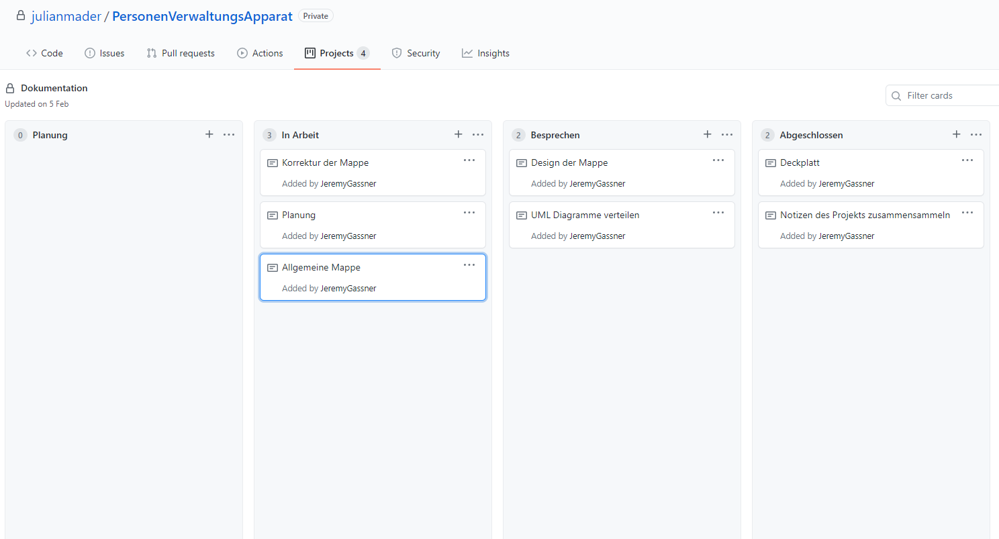 julianmader / PersonenVerwaltungsApparat Private
Code Issues Pull requests Actions Projects 4 Security Insights
Dokumentation
Updated on 5 Feb
Filter cards
0 Planung
3 In Arbeit
Korrektur der Mappe
Added by JeremyGassner
Planung
Added by JeremyGassner
Allgemeine Mappe
Added by JeremyGassner
2 Besprechen
Design der Mappe
Added by JeremyGassner
UML Diagramme verteilen
Added by JeremyGassner
2 Abgeschlossen
Deckplatt
Added by JeremyGassner
Notizen des Projekts zusammensammeln
Added by JeremyGassner